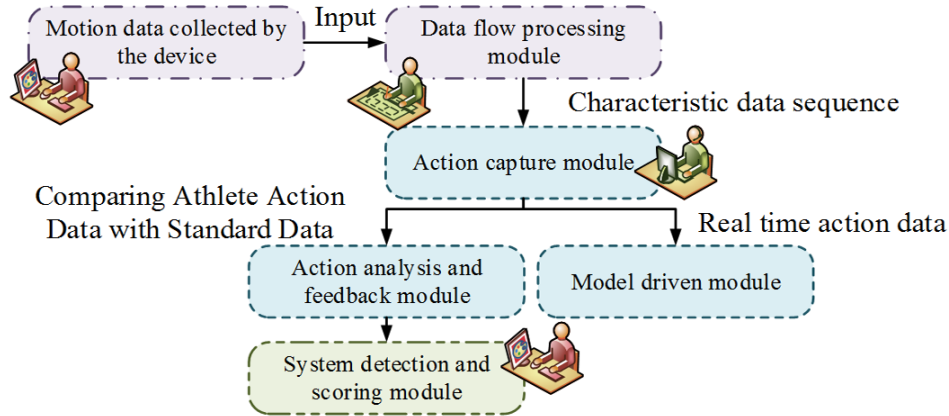 Motion data collected by
the device
Input
Data flow processing
module
Characteristic data sequence
Action capture module
Comparing Athlete Action
Data with Standard Data
Real time action data
Action analysis and
feedback module
Model driven module
System detection and
scoring module